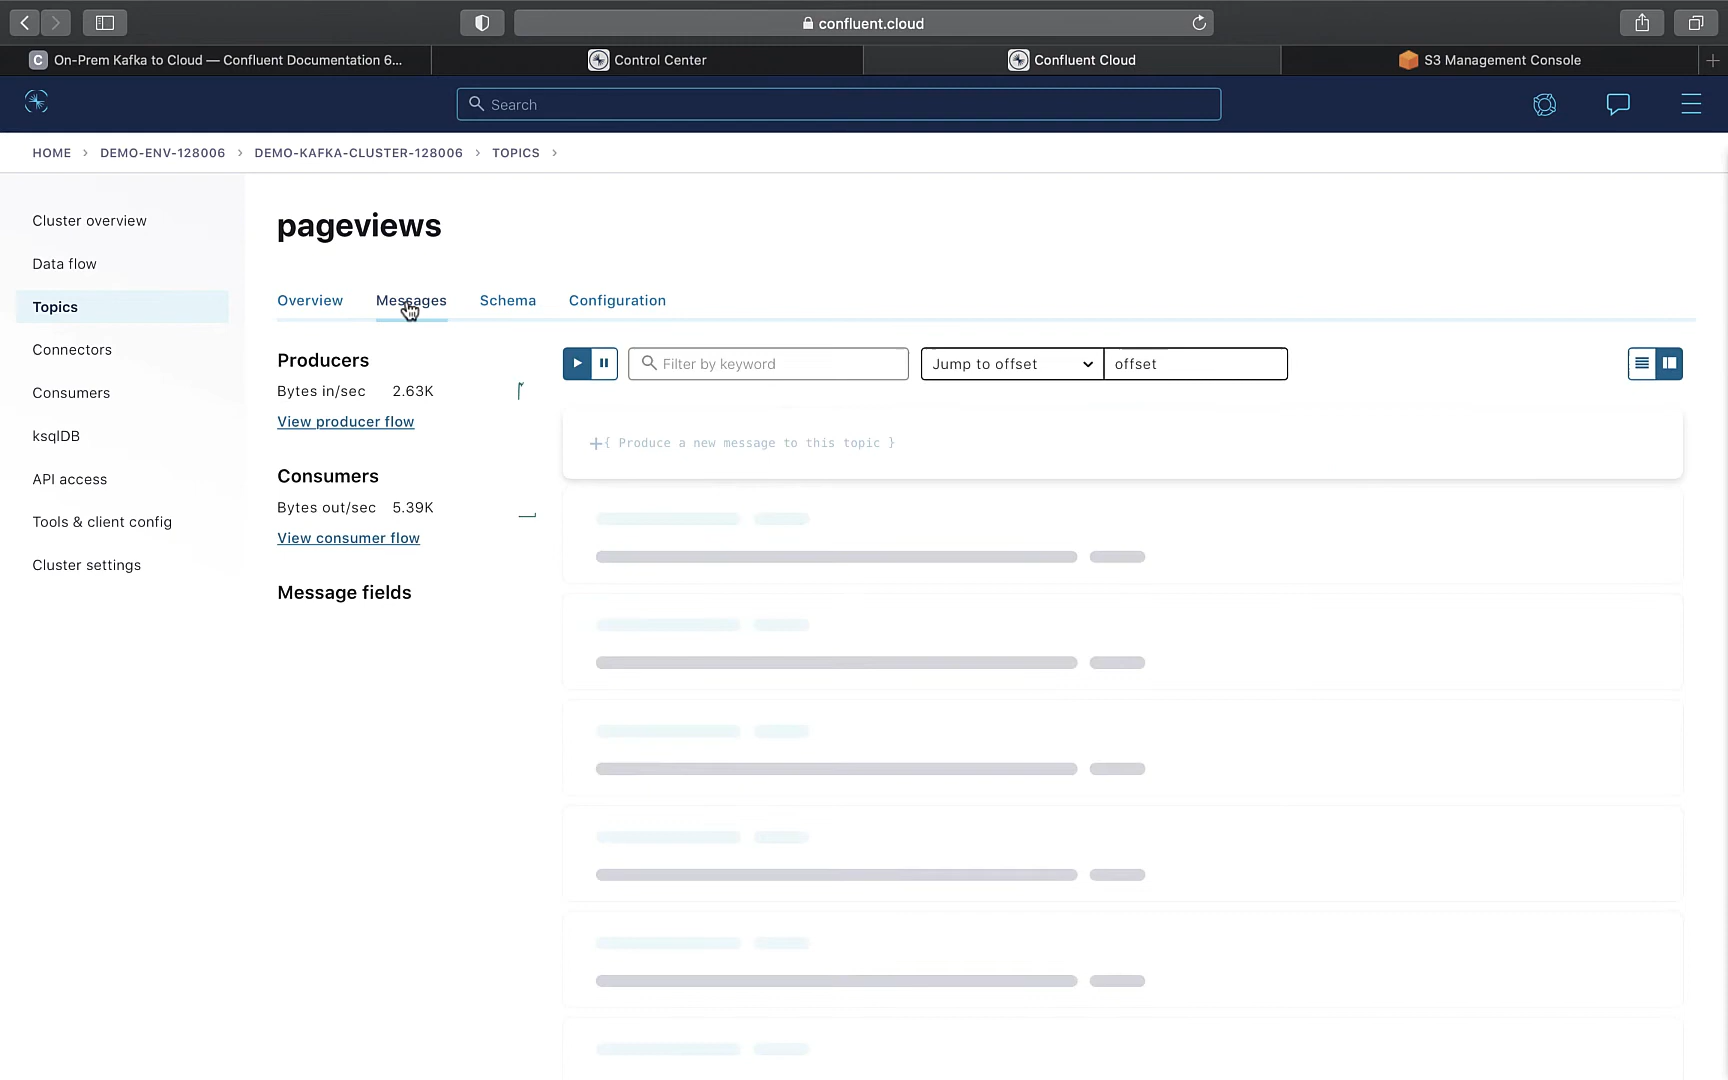 confluent.cloud
C On-Prem Kafka to Cloud — Confluent Documentation 6...
Control Center
Confluent Cloud
S3 Management Console
Search
HOME > DEMO-ENV-128006 > DEMO-KAFKA-CLUSTER-128006 > TOPICS >
Cluster overview
Data flow
Topics
Connectors
Consumers
ksqlDB
API access
Tools & client config
Cluster settings
pageviews
Overview Messages Schema Configuration
Producers
Bytes in/sec 2.63K
View producer flow
Consumers
Bytes out/sec 5.39K
View consumer flow
Message fields
Filter by keyword
Jump to offset
offset
+{ Produce a new message to this topic }